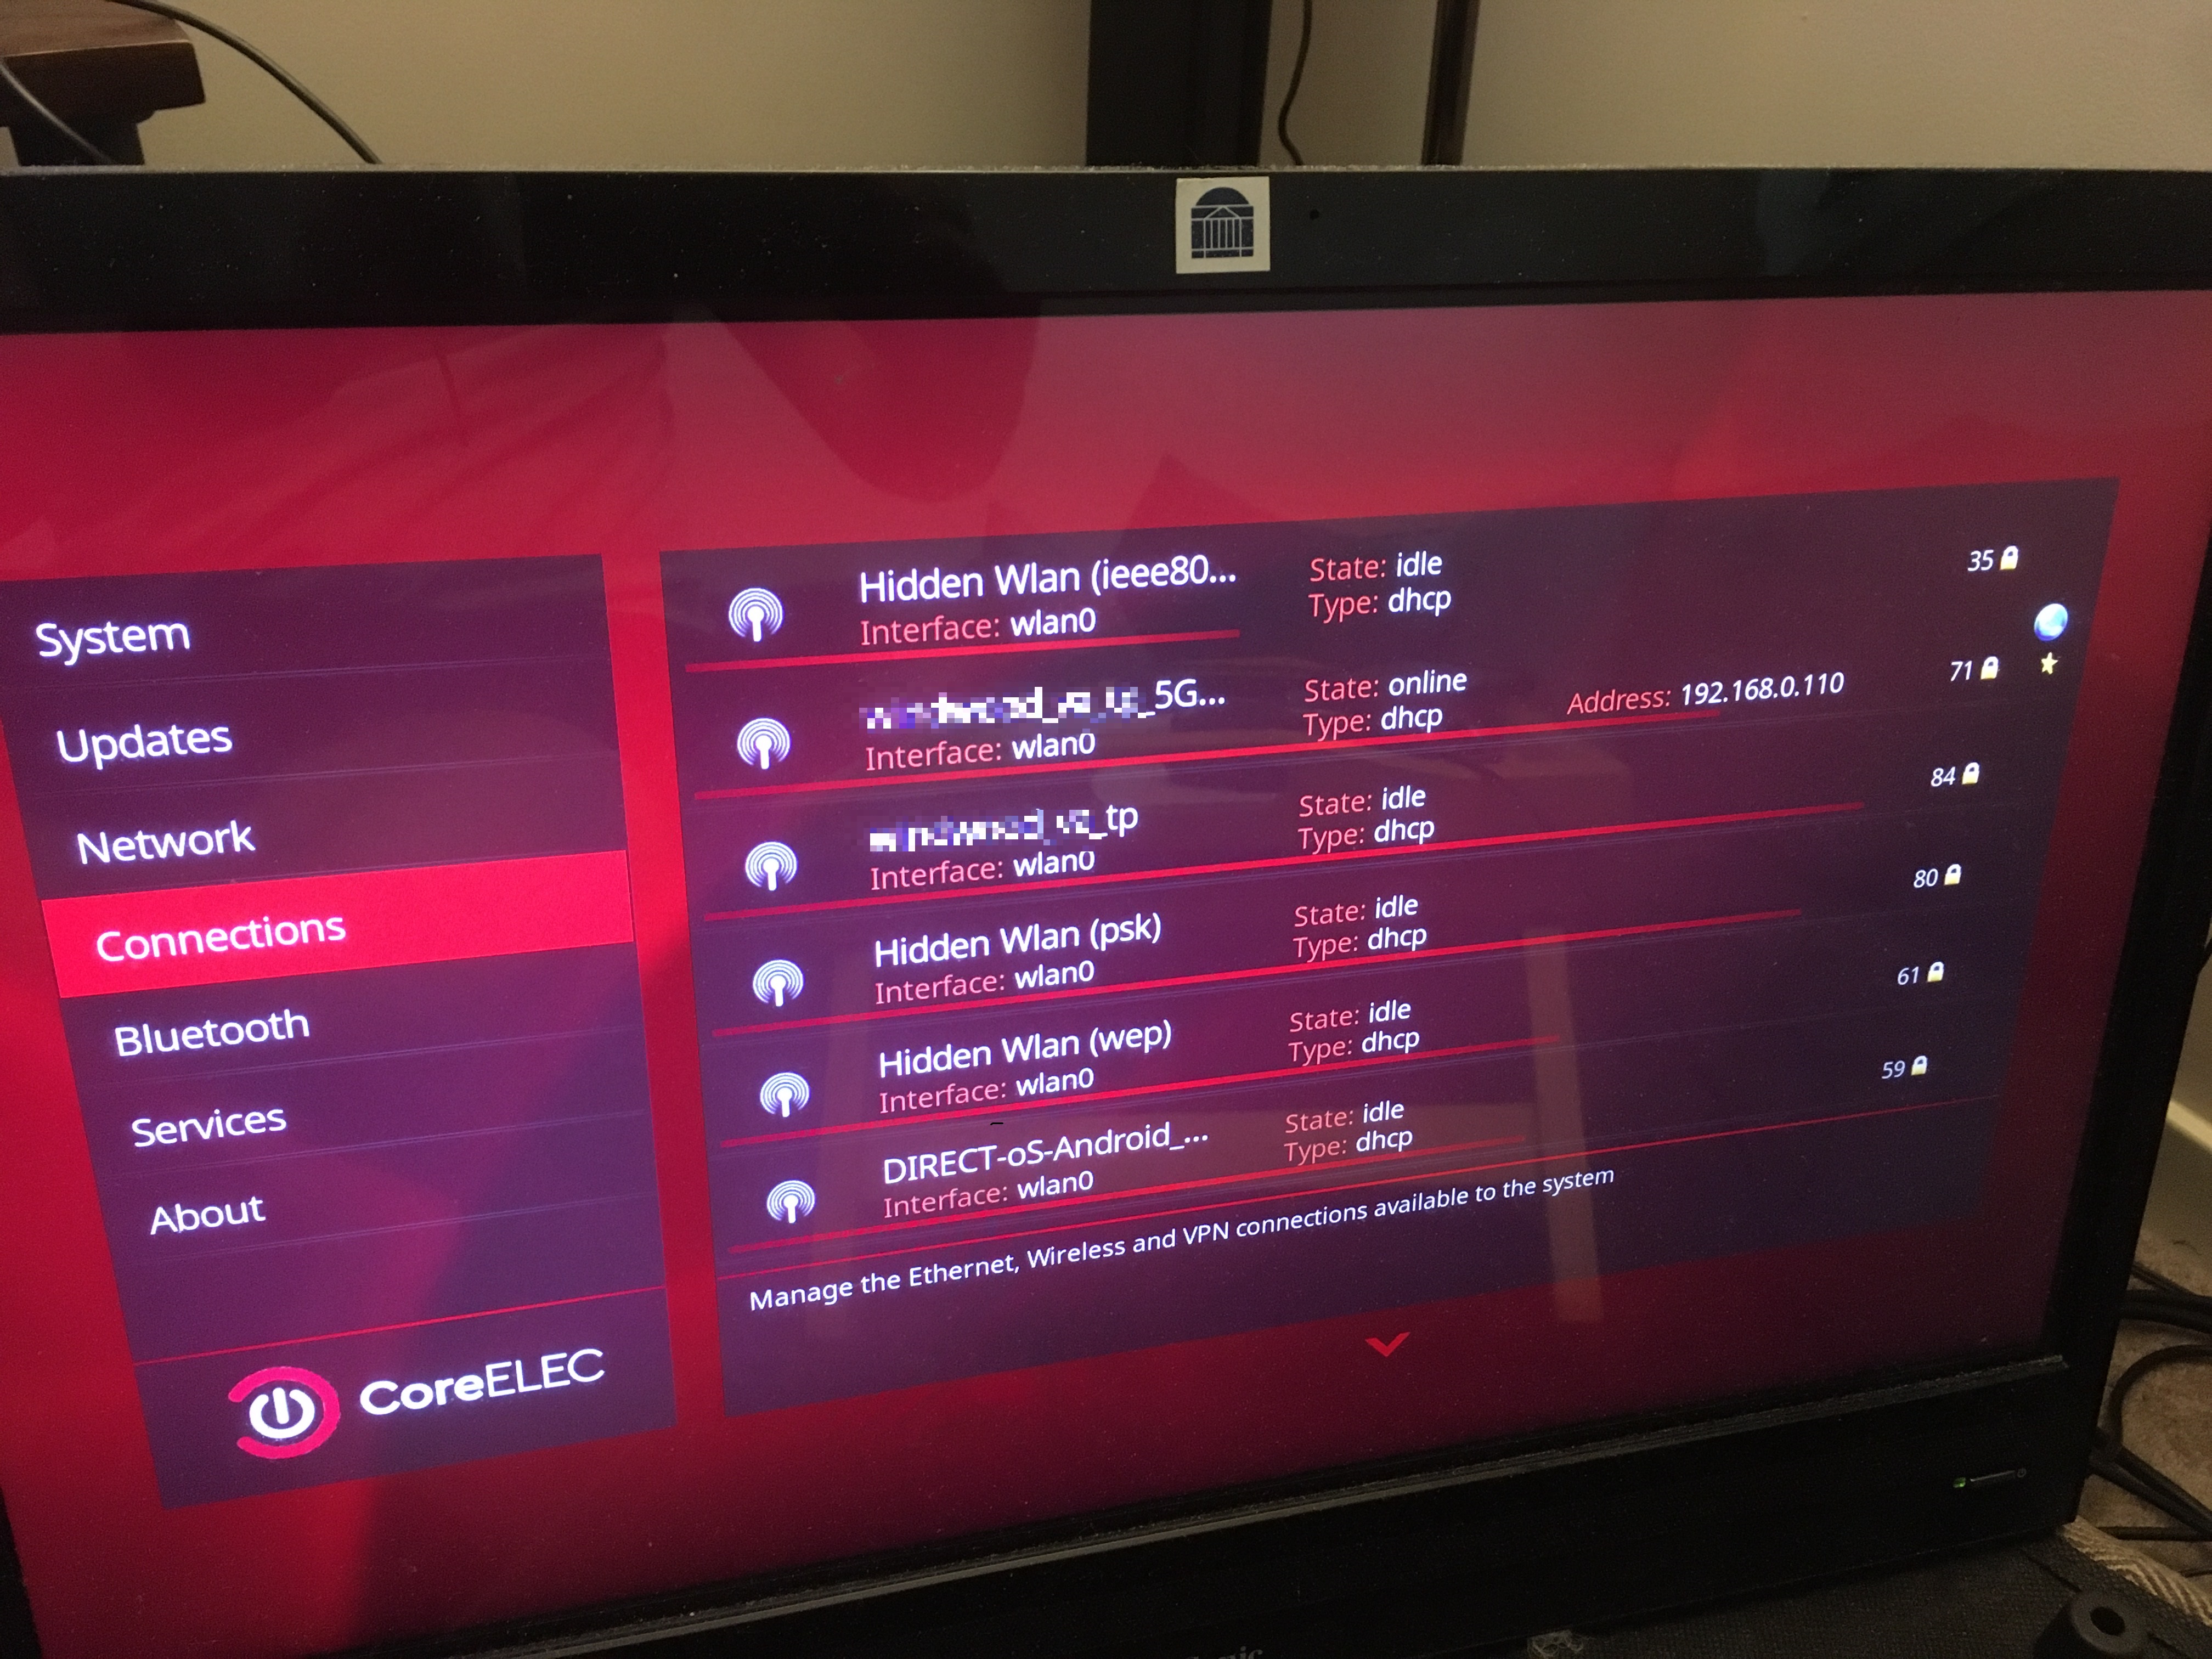 System
Updates
Network
Connections
Bluetooth
Services
About
CoreELEC
Hidden Wlan (ieee80...
Interface: wlan0
State: idle
Type: dhcp
35
_5G...
Interface: wlan0
State: online
Type: dhcp
Address: 192.168.0.110
71
_tp
Interface: wlan0
State: idle
Type: dhcp
84
Hidden Wlan (psk)
Interface: wlan0
State: idle
Type: dhcp
80
Hidden Wlan (wep)
Interface: wlan0
State: idle
Type: dhcp
61
DIRECT-oS-Android_...
Interface: wlan0
State: idle
Type: dhcp
59
Manage the Ethernet, Wireless and VPN connections available to the system